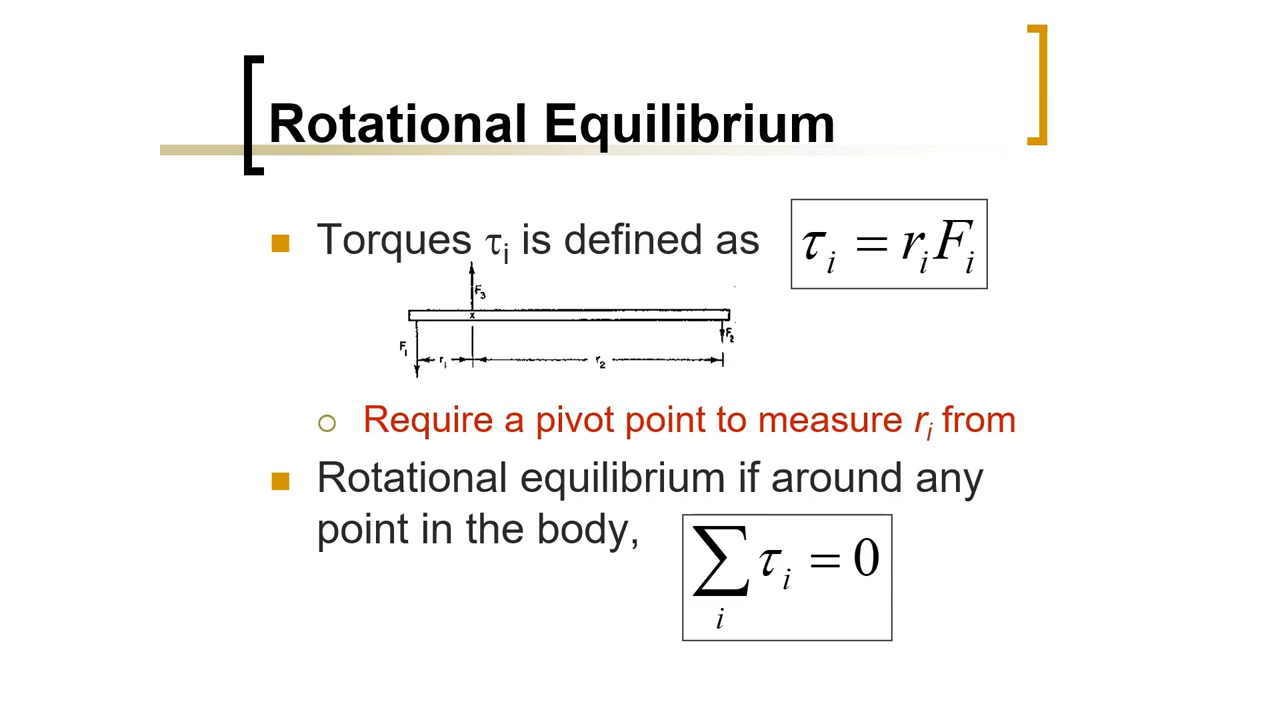 Rotational Equilibrium
Torques τi is defined as
τi = riFi
F3
F1
F2
r1
r2
Require a pivot point to measure ri from
Rotational equilibrium if around any
point in the body,
∑i τi = 0